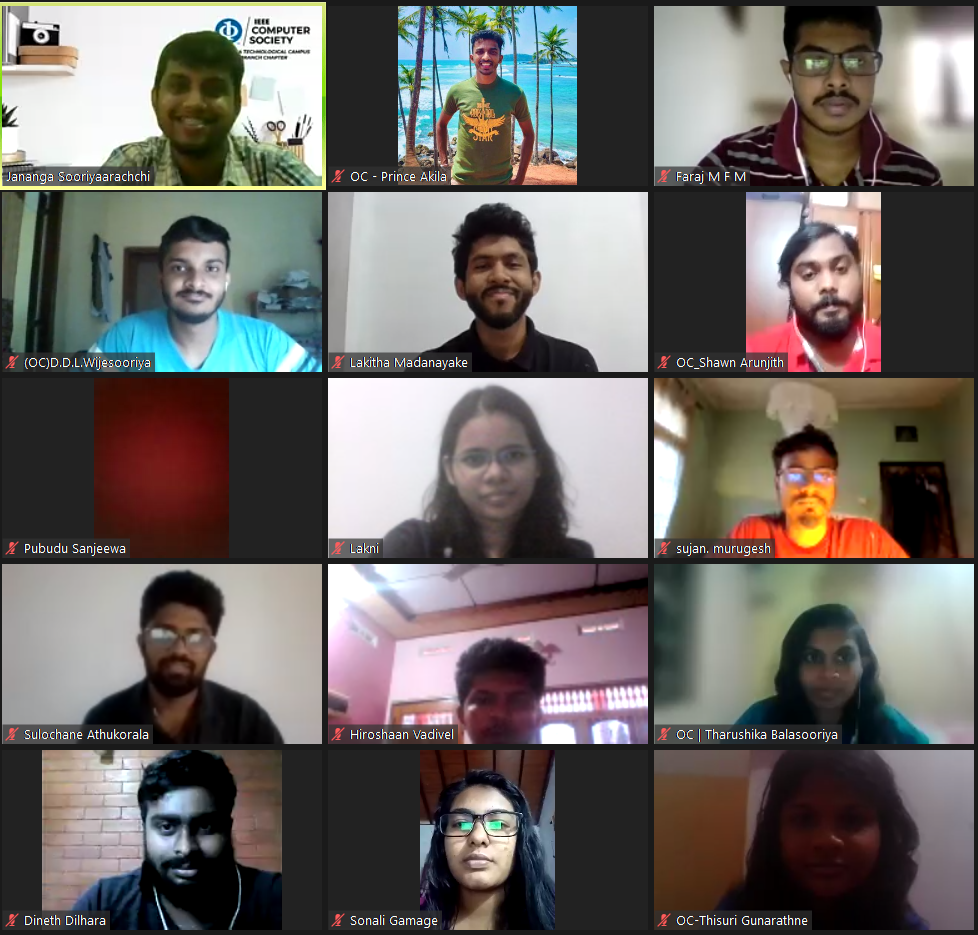 IEEE
COMPUTER
SOCIETY
TECHNOLOGICAL CAMPUS
BRANCH CHAPTER
Jananga Sooriyaarachchi
OC - Prince Akila
Faraj M F M
(OC)D.D.L.Wijesooriya
Lakitha Madanayake
OC_Shawn Arunjith
Pubudu Sanjeewa
Lakni
sujan. murugesh
Sulochane Athukorala
Hiroshaan Vadivel
OC | Tharushika Balasooriya
Dineth Dilhara
Sonali Gamage
OC-Thisuri Gunarathne